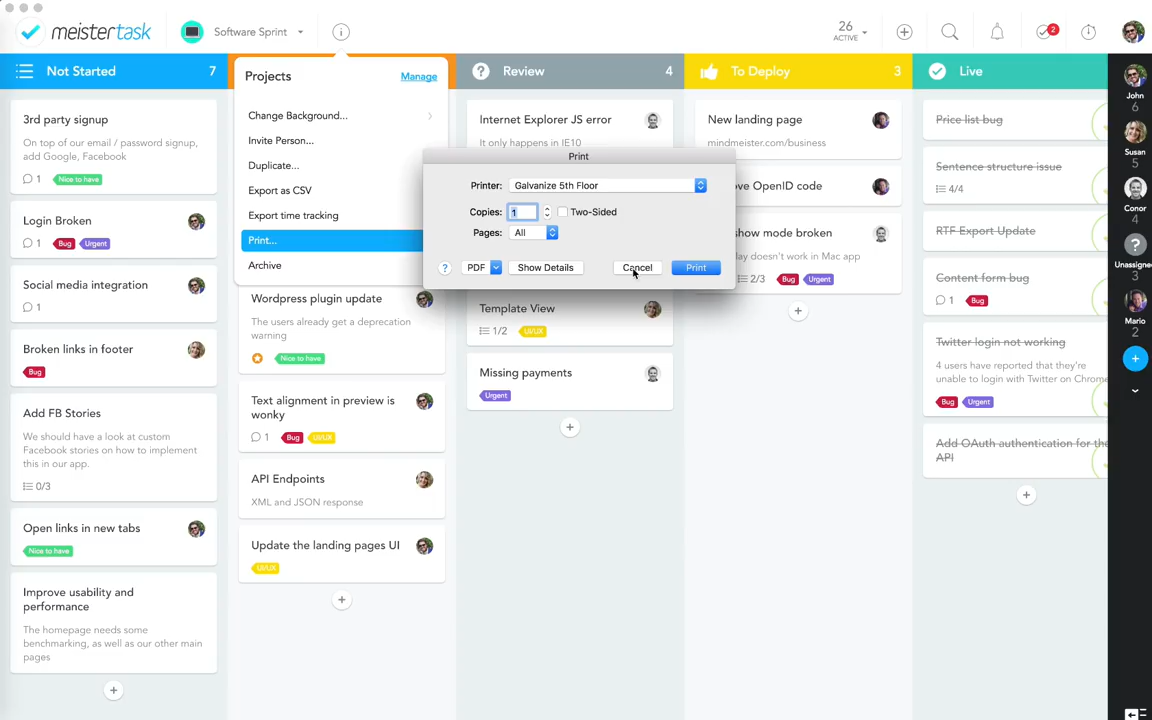 meistertask
Software Sprint
26
ACTIVE
2
Not Started
7
3rd party signup
On top of our email / password signup,
add Google, Facebook
1
Nice to have
Login Broken
1
Bug
Urgent
Social media integration
1
Broken links in footer
Bug
Add FB Stories
We should have a look at custom
Facebook stories on how to implement
this in our app.
0/3
Open links in new tabs
Nice to have
Improve usability and
performance
The homepage needs some
benchmarking, as well as our other main
pages
Projects
Manage
Change Background...
Invite Person...
Duplicate...
Export as CSV
Export time tracking
Print...
Archive
Wordpress plugin update
The users already get a deprecation
warning
Nice to have
Text alignment in preview is
wonky
1
Bug
UI/UX
API Endpoints
XML and JSON response
Update the landing pages UI
UI/UX
Review
4
Internet Explorer JS error
It only happens in IE10
Print
Printer:
Galvanize 5th Floor
Copies:
1
Two-Sided
Pages:
All
?
PDF
Show Details
Cancel
Print
Template View
1/2
UI/UX
Missing payments
Urgent
To Deploy
3
New landing page
mindmeister.com/business
ove OpenID code
show mode broken
lay doesn't work in Mac app
2/3
Bug
Urgent
Live
Price list bug
Sentence structure issue
4/4
RTF Export Update
Content form bug
1
Bug
Twitter login not working
4 users have reported that they're
unable to login with Twitter on Chrome
Bug
Urgent
Add OAuth authentication for the
API
John
6
Susan
5
Conor
4
?
Unassigne
3
Mario
2